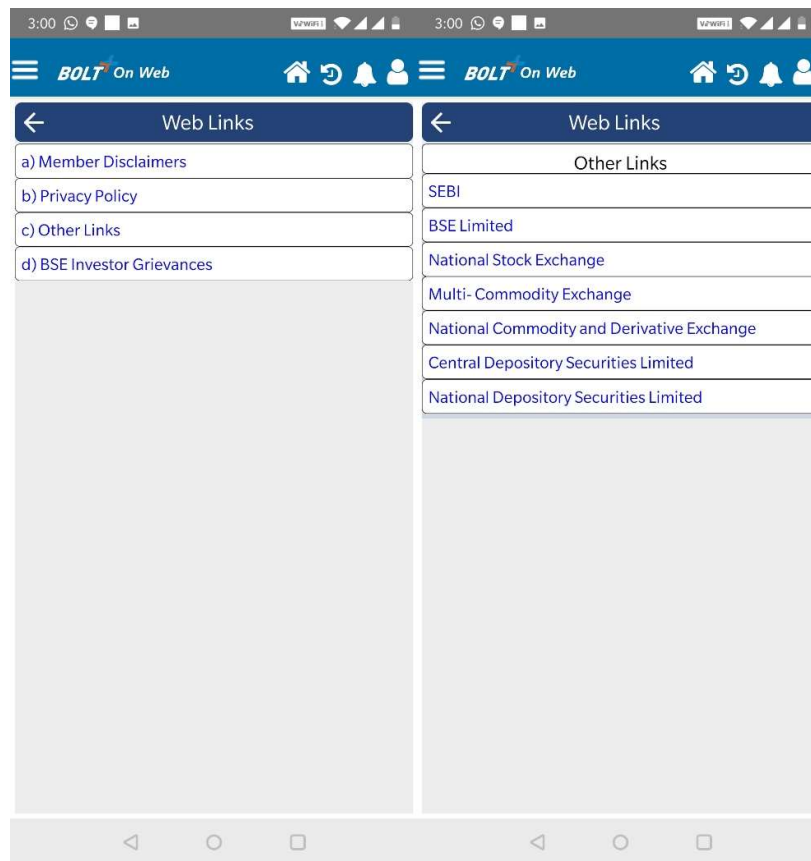 3:00
BOLT+ On Web
Web Links
a) Member Disclaimers
b) Privacy Policy
c) Other Links
d) BSE Investor Grievances
3:00
BOLT+ On Web
Web Links
Other Links
SEBI
BSE Limited
National Stock Exchange
Multi- Commodity Exchange
National Commodity and Derivative Exchange
Central Depository Securities Limited
National Depository Securities Limited